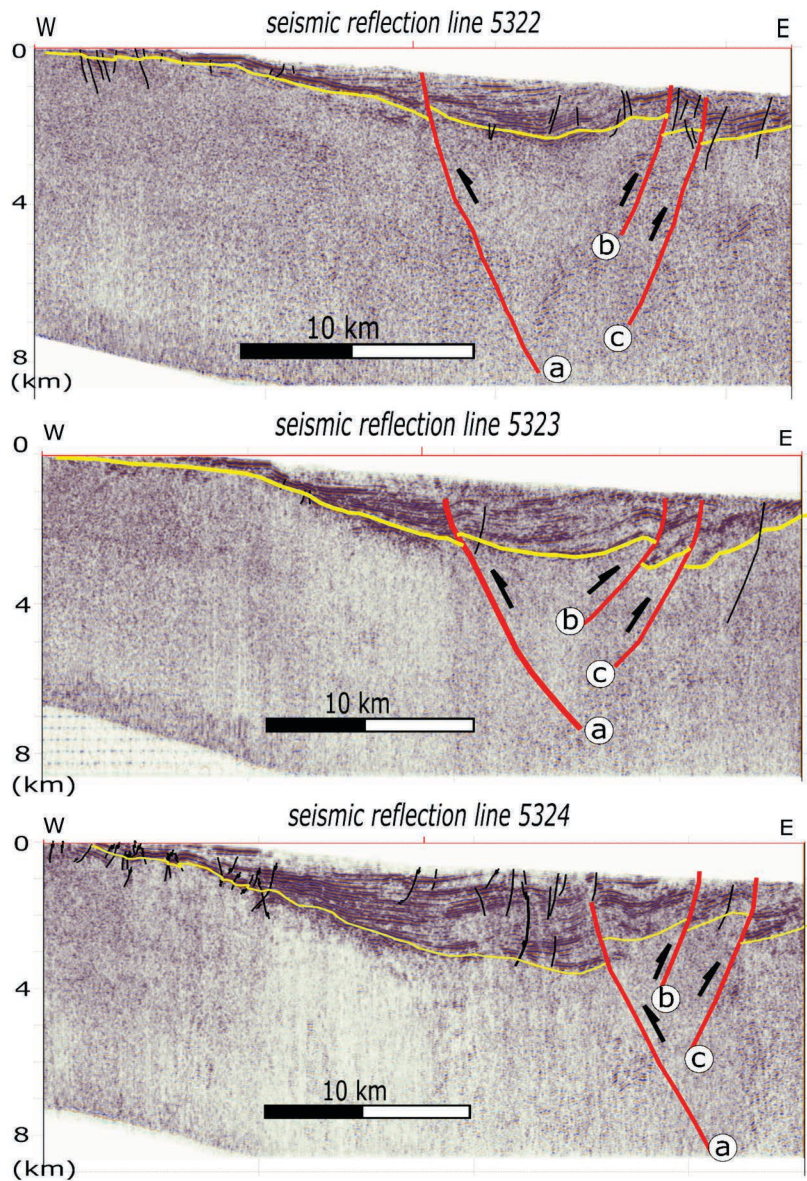 seismic reflection line 5322
W E
0
4
b
10 km
c
8
a
(km)
seismic reflection line 5323
W E
0
4
b
c
10 km
a
8
(km)
seismic reflection line 5324
W E
0
4
b
c
10 km
8
a
(km)